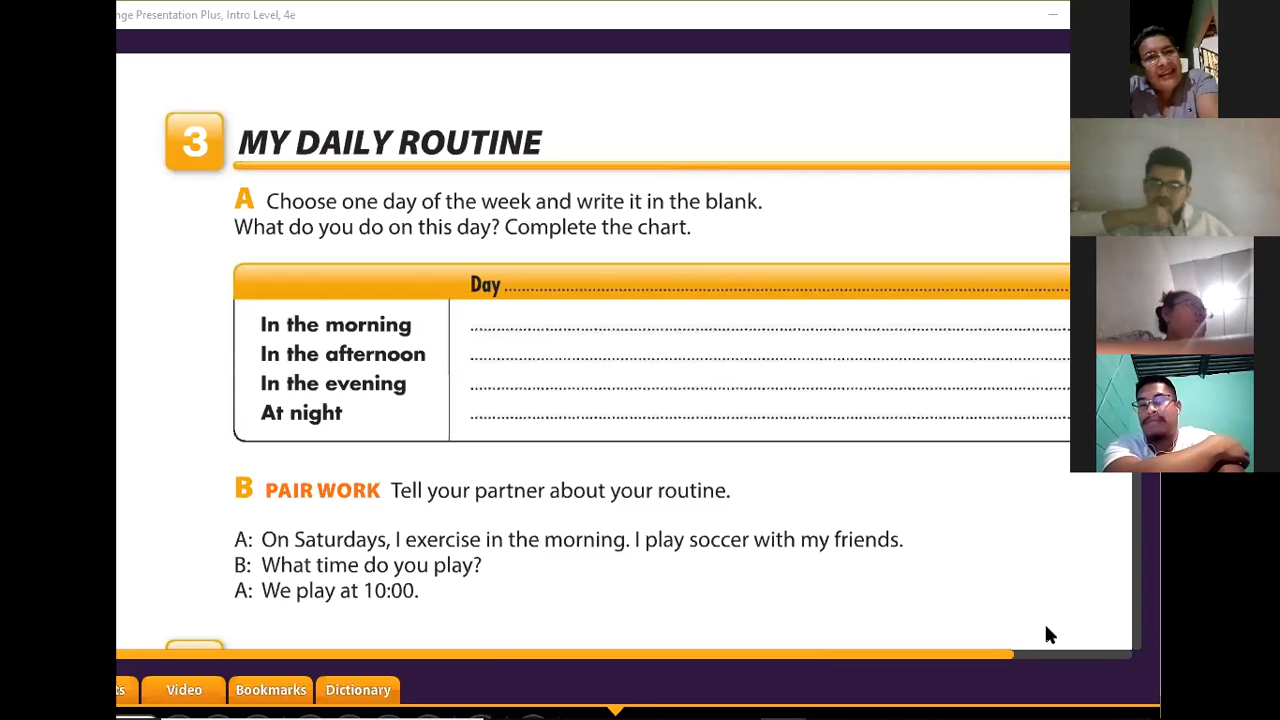 nge Presentation Plus, Intro Level, 4e
3 MY DAILY ROUTINE
A Choose one day of the week and write it in the blank.
What do you do on this day? Complete the chart.
Day
In the morning
In the afternoon
In the evening
At night
B PAIR WORK Tell your partner about your routine.
A: On Saturdays, I exercise in the morning. I play soccer with my friends.
B: What time do you play?
A: We play at 10:00.
ts Video Bookmarks Dictionary